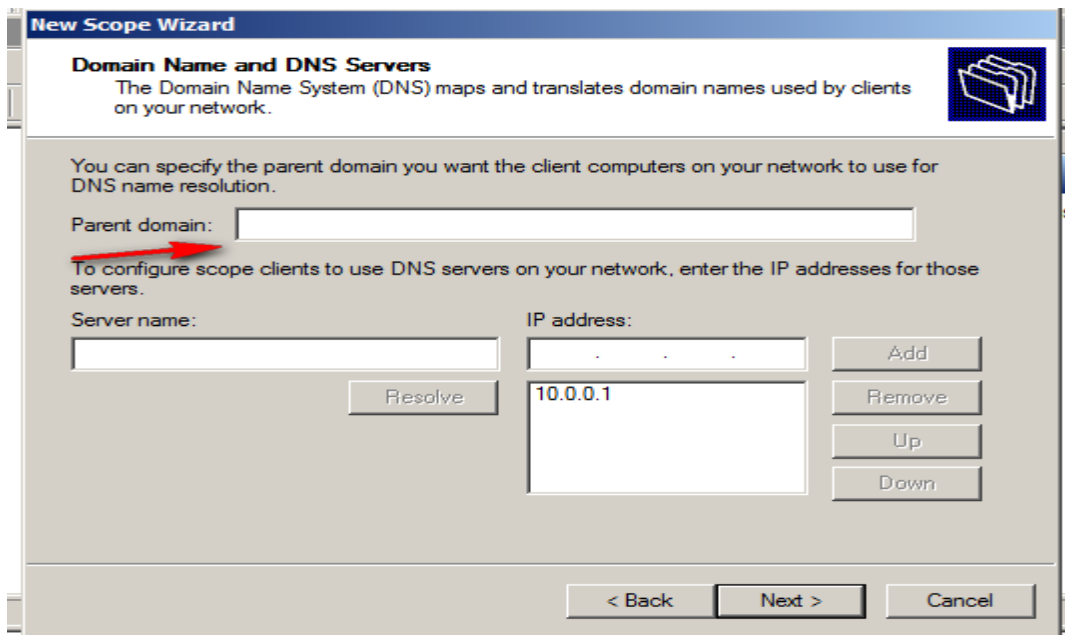 New Scope Wizard
Domain Name and DNS Servers
The Domain Name System (DNS) maps and translates domain names used by clients
on your network.
You can specify the parent domain you want the client computers on your network to use for
DNS name resolution.
Parent domain:
To configure scope clients to use DNS servers on your network, enter the IP addresses for those
servers.
Server name:
IP address:
. . .
Add
Resolve
10.0.0.1
Remove
Up
Down
< Back
Next >
Cancel